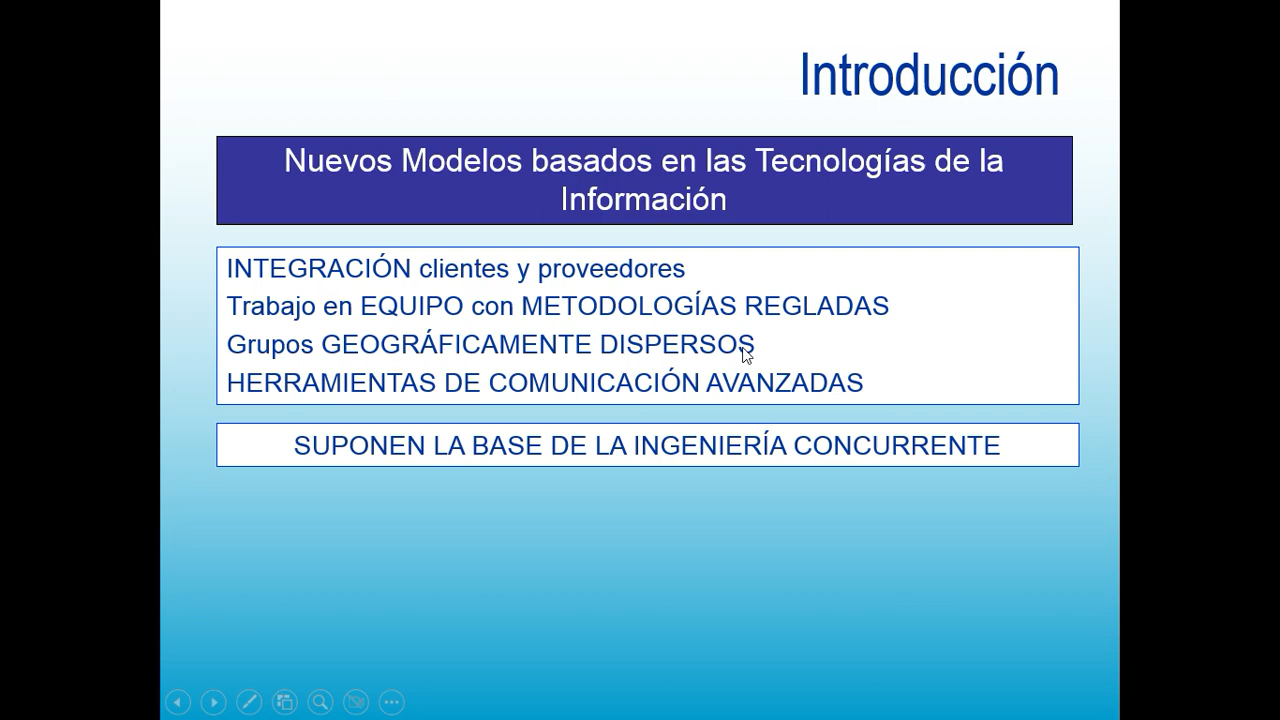 Introducción
Nuevos Modelos basados en las Tecnologías de la
Información
INTEGRACIÓN clientes y proveedores
Trabajo en EQUIPO con METODOLOGÍAS REGLADAS
Grupos GEOGRÁFICAMENTE DISPERSOS
HERRAMIENTAS DE COMUNICACIÓN AVANZADAS
SUPONEN LA BASE DE LA INGENIERÍA CONCURRENTE